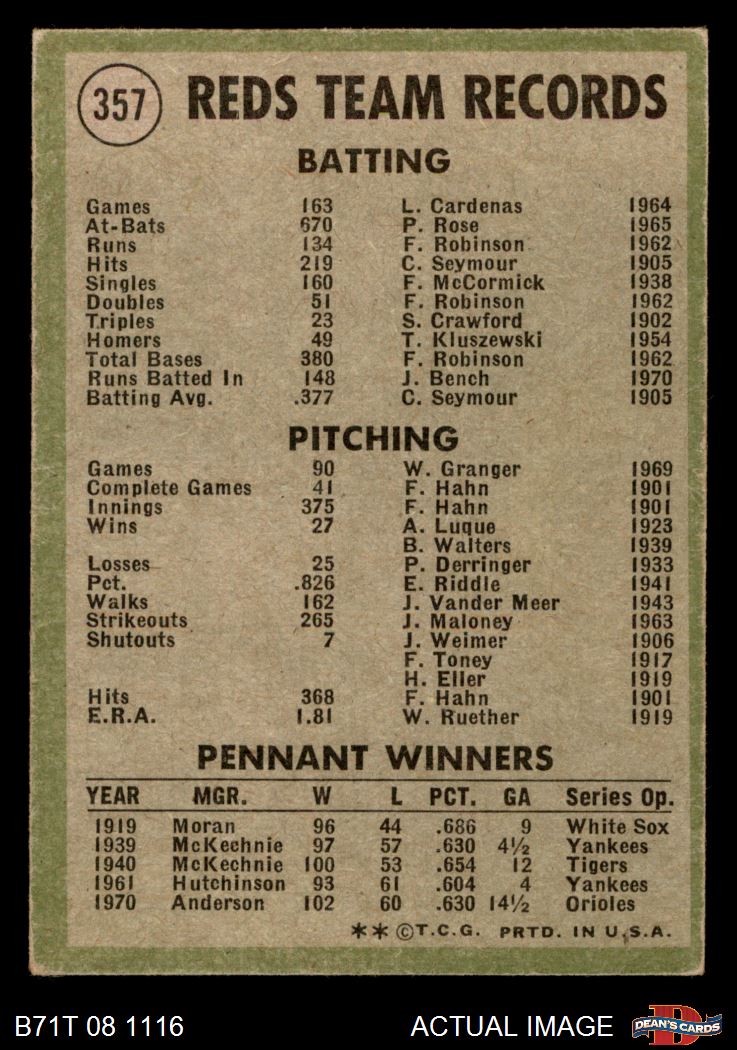 357 REDS TEAM RECORDS
BATTING
Games 163 L. Cardenas 1964
At-Bats 670 P. Rose 1965
Runs 134 F. Robinson 1962
Hits 219 C. Seymour 1905
Singles 160 F. McCormick 1938
Doubles 51 F. Robinson 1962
Triples 23 S. Crawford 1902
Homers 49 T. Kluszewski 1954
Total Bases 380 F. Robinson 1962
Runs Batted In 148 J. Bench 1970
Batting Avg. .377 C. Seymour 1905
PITCHING
Games 90 W. Granger 1969
Complete Games 41 F. Hahn 1901
Innings 375 F. Hahn 1901
Wins 27 A. Luque 1923
B. Walters 1939
Losses 25 P. Derringer 1933
Pct. .826 E. Riddle 1941
Walks 162 J. Vander Meer 1943
Strikeouts 265 J. Maloney 1963
Shutouts 7 J. Weimer 1906
F. Toney 1917
H. Eller 1919
Hits 368 F. Hahn 1901
E.R.A. 1.81 W. Ruether 1919
PENNANT WINNERS
YEAR MGR. W L PCT. GA Series Op.
1919 Moran 96 44 .686 9 White Sox
1939 McKechnie 97 57 .630 4½ Yankees
1940 McKechnie 100 53 .654 12 Tigers
1961 Hutchinson 93 61 .604 4 Yankees
1970 Anderson 102 60 .630 14½ Orioles
**©T.C.G. PRTD. IN U.S.A.
B71T 08 1116 ACTUAL IMAGE D DEAN'S CARDS